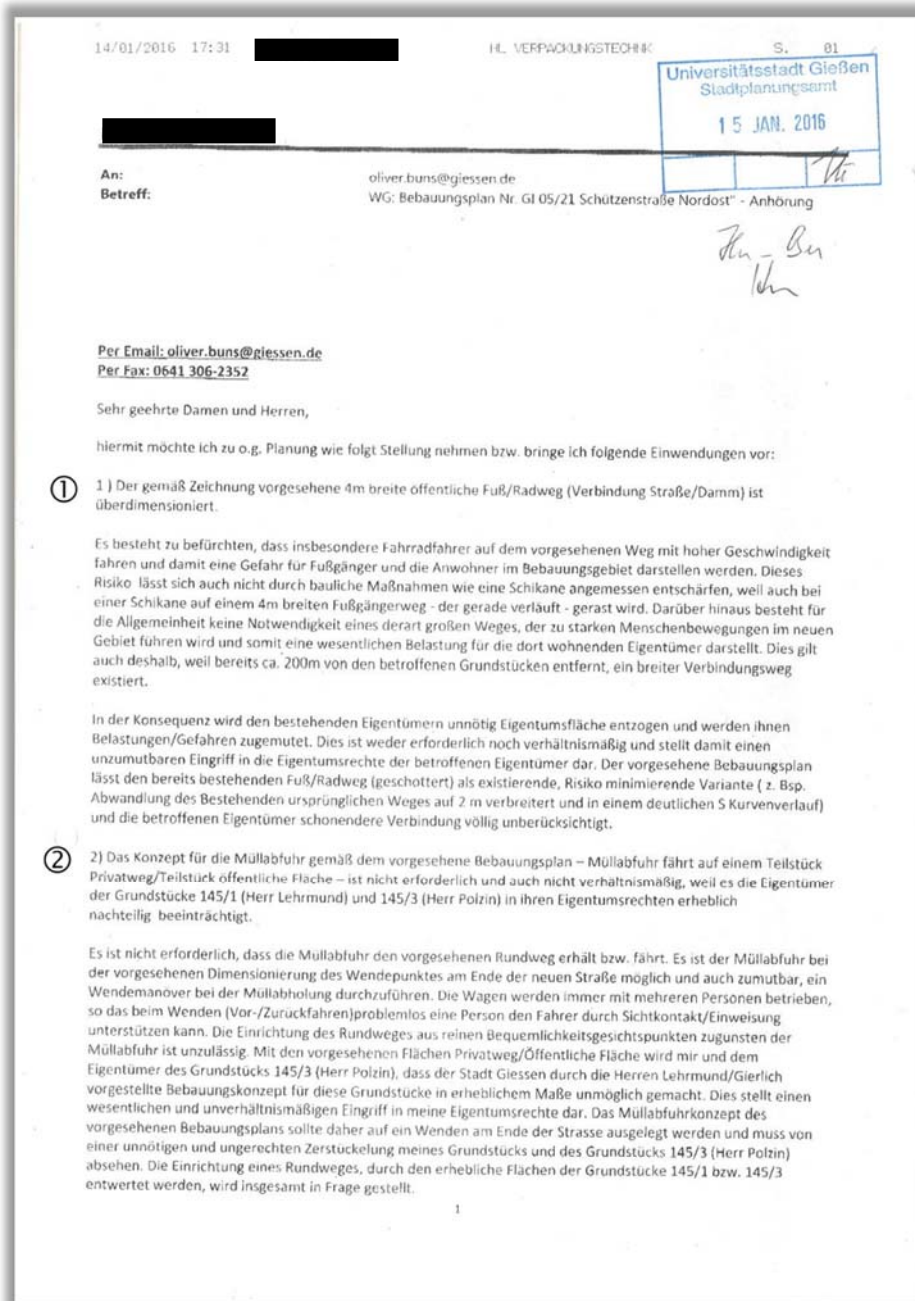 14/01/2016 17:31 HL VERPACKUNGSTECHNIK S. 01
Universitätsstadt Gießen
Stadtplanungsamt
15 JAN. 2016
An: oliver.buns@giessen.de
Betreff: WG: Bebauungsplan Nr. GI 05/21 Schützenstraße Nordost" - Anhörung
Per Email: oliver.buns@giessen.de
Per Fax: 0641 306-2352
Sehr geehrte Damen und Herren,
hiermit möchte ich zu o.g. Planung wie folgt Stellung nehmen bzw. bringe ich folgende Einwendungen vor:
① 1 ) Der gemäß Zeichnung vorgesehene 4m breite öffentliche Fuß/Radweg (Verbindung Straße/Damm) ist
überdimensioniert.
Es besteht zu befürchten, dass insbesondere Fahrradfahrer auf dem vorgesehenen Weg mit hoher Geschwindigkeit
fahren und damit eine Gefahr für Fußgänger und die Anwohner im Bebauungsgebiet darstellen werden. Dieses
Risiko lässt sich auch nicht durch bauliche Maßnahmen wie eine Schikane angemessen entschärfen, weil auch bei
einer Schikane auf einem 4m breiten Fußgängerweg - der gerade verläuft - gerast wird. Darüber hinaus besteht für
die Allgemeinheit keine Notwendigkeit eines derart großen Weges, der zu starken Menschenbewegungen im neuen
Gebiet führen wird und somit eine wesentlichen Belastung für die dort wohnenden Eigentümer darstellt. Dies gilt
auch deshalb, weil bereits ca. 200m von den betroffenen Grundstücken entfernt, ein breiter Verbindungsweg
existiert.
In der Konsequenz wird den bestehenden Eigentümern unnötig Eigentumsfläche entzogen und werden ihnen
Belastungen/Gefahren zugemutet. Dies ist weder erforderlich noch verhältnismäßig und stellt damit einen
unzumutbaren Eingriff in die Eigentumsrechte der betroffenen Eigentümer dar. Der vorgesehene Bebauungsplan
lässt den bereits bestehenden Fuß/Radweg (geschottert) als existierende, Risiko minimierende Variante ( z. Bsp.
Abwandlung des Bestehenden ursprünglichen Weges auf 2 m verbreitert und in einem deutlichen S Kurvenverlauf)
und die betroffenen Eigentümer schonendere Verbindung völlig unberücksichtigt.
② 2) Das Konzept für die Müllabfuhr gemäß dem vorgesehene Bebauungsplan – Müllabfuhr fährt auf einem Teilstück
Privatweg/Teilstück öffentliche Fläche – ist nicht erforderlich und auch nicht verhältnismäßig, weil es die Eigentümer
der Grundstücke 145/1 (Herr Lehrmund) und 145/3 (Herr Polzin) in ihren Eigentumsrechten erheblich
nachteilig beeinträchtigt.
Es ist nicht erforderlich, dass die Müllabfuhr den vorgesehenen Rundweg erhält bzw. fährt. Es ist der Müllabfuhr bei
der vorgesehenen Dimensionierung des Wendepunktes am Ende der neuen Straße möglich und auch zumutbar, ein
Wendemanöver bei der Müllabholung durchzuführen. Die Wagen werden immer mit mehreren Personen betrieben,
so das beim Wenden (Vor-/Zurückfahren)problemlos eine Person den Fahrer durch Sichtkontakt/Einweisung
unterstützen kann. Die Einrichtung des Rundweges aus reinen Bequemlichkeitsgesichtspunkten zugunsten der
Müllabfuhr ist unzulässig. Mit den vorgesehenen Flächen Privatweg/Öffentliche Fläche wird mir und dem
Eigentümer des Grundstücks 145/3 (Herr Polzin), dass der Stadt Giessen durch die Herren Lehrmund/Gierlich
vorgestellte Bebauungskonzept für diese Grundstücke in erheblichem Maße unmöglich gemacht. Dies stellt einen
wesentlichen und unverhältnismäßigen Eingriff in meine Eigentumsrechte dar. Das Müllabfuhrkonzept des
vorgesehenen Bebauungsplans sollte daher auf ein Wenden am Ende der Strasse ausgelegt werden und muss von
einer unnötigen und ungerechten Zerstückelung meines Grundstücks und des Grundstücks 145/3 (Herr Polzin)
absehen. Die Einrichtung eines Rundweges, durch den erhebliche Flächen der Grundstücke 145/1 bzw. 145/3
entwertet werden, wird insgesamt in Frage gestellt.
1